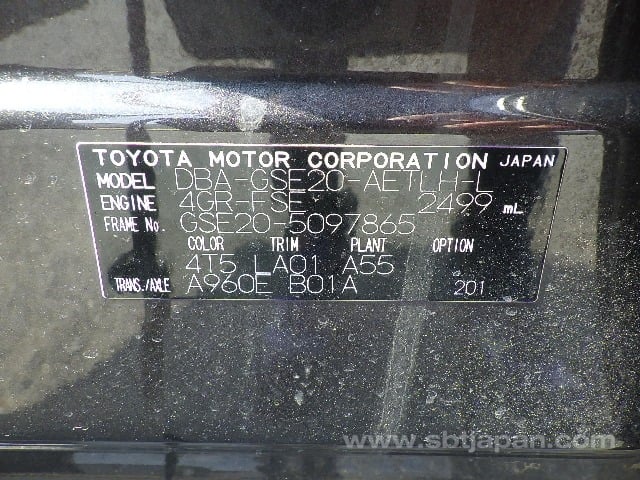 TOYOTA MOTOR CORPORATION JAPAN
MODEL DBA-GSE20-AETLH-L
ENGINE 4GR-FSE 2499 mL
FRAME No. GSE20-5097865
COLOR TRIM PLANT OPTION
4T5 LA01 A55
TRANS./AXLE A960E B01A 201
www.sbtjapan.com